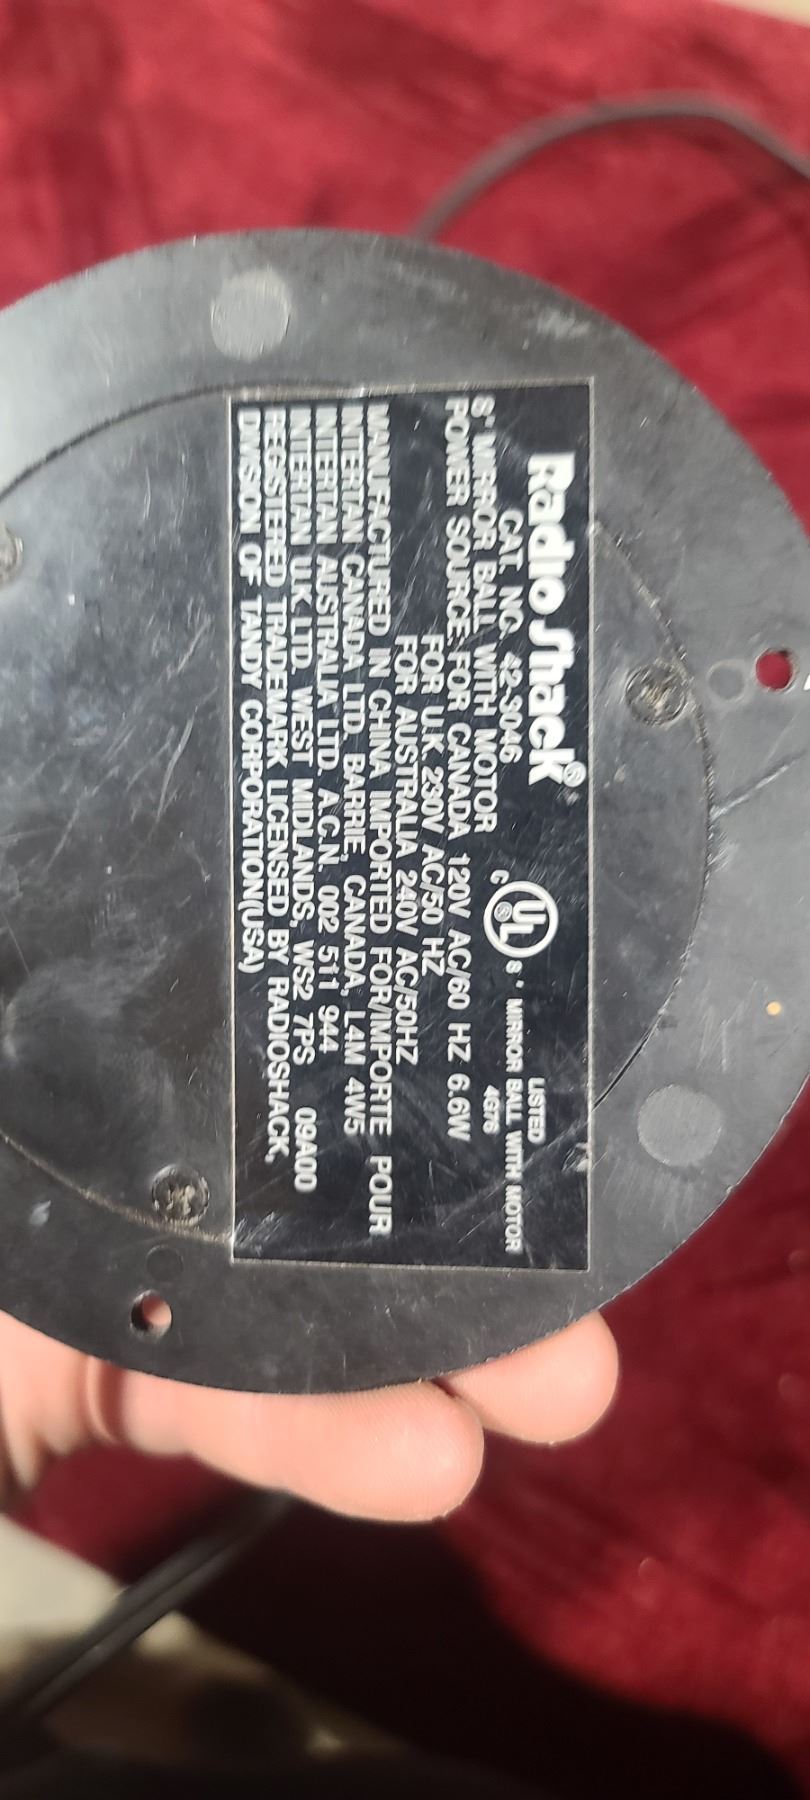 RadioShack®
CAT. NO. 42-3046
8' MIRROR BALL WITH MOTOR
C UL ® LISTED
4G76
8' MIRROR BALL WITH MOTOR
POWER SOURCE: FOR CANADA 120V AC/60 HZ 6.6W
FOR U.K. 230V AC/50 HZ
FOR AUSTRALIA 240V AC/50HZ
MANUFACTURED IN CHINA IMPORTED FOR/IMPORTE POUR
INTERTAN CANADA LTD. BARRIE, CANADA, L4M 4W5
INTERTAN AUSTRALIA LTD. A.C.N. 002 511 944
INTERTAN U.K. LTD. WEST MIDLANDS, WS2 7PS 09A00
REGISTERED TRADEMARK LICENSED BY RADIOSHACK,
DIVISION OF TANDY CORPORATION(USA)